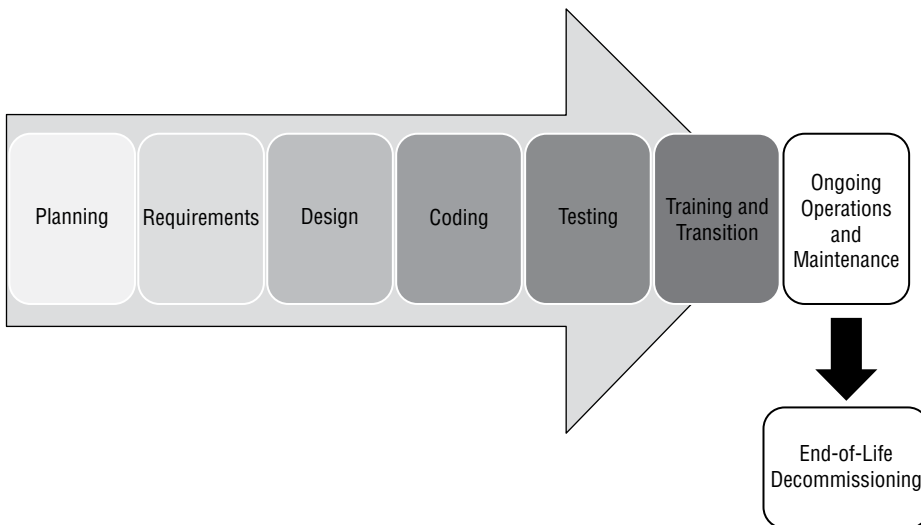 Planning
Requirements
Design
Coding
Testing
Training and
Transition
Ongoing
Operations
and
Maintenance
End-of-Life
Decommissioning